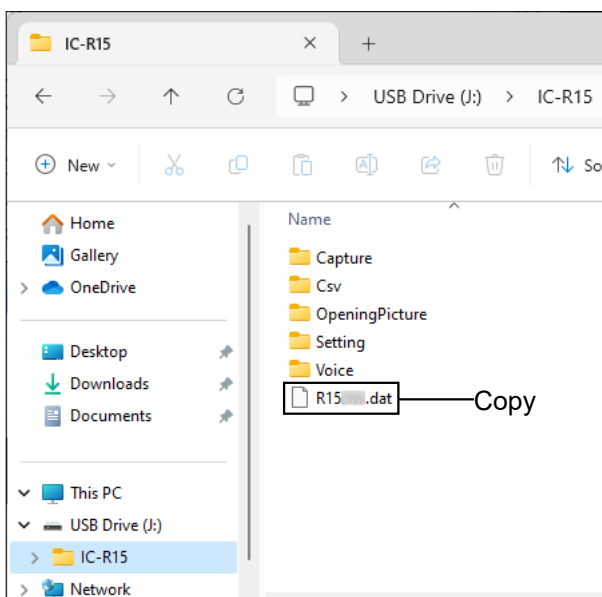 IC-R15
USB Drive (J:) > IC-R15
New
So
Home
Gallery
OneDrive
Desktop
Downloads
Documents
This PC
USB Drive (J:)
IC-R15
Network
Name
Capture
Csv
OpeningPicture
Setting
Voice
R15 .dat
Copy